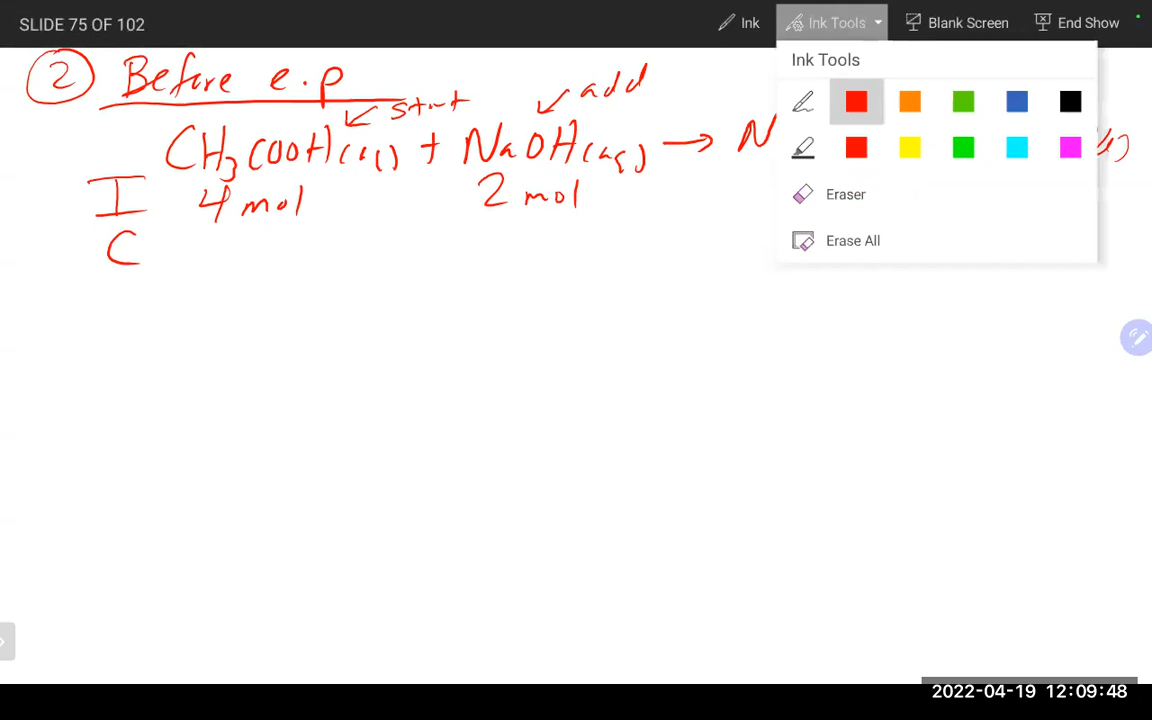 SLIDE 75 OF 102 Ink Ink Tools Blank Screen End Show
Ink Tools
Eraser
Erase All
② Before e.p
start add
CH₃COOH(aq) + NaOH(aq) → N
I 4 mol 2 mol
C
2022-04-19 12:09:48